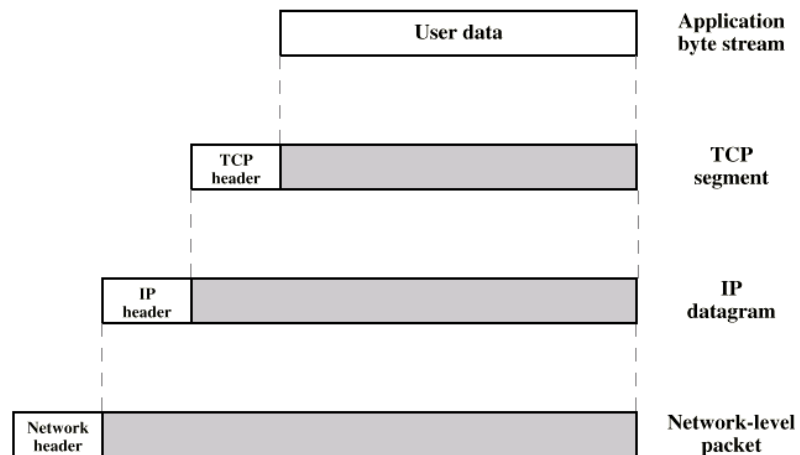 User data
Application
byte stream
TCP
header
TCP
segment
IP
header
IP
datagram
Network
header
Network-level
packet